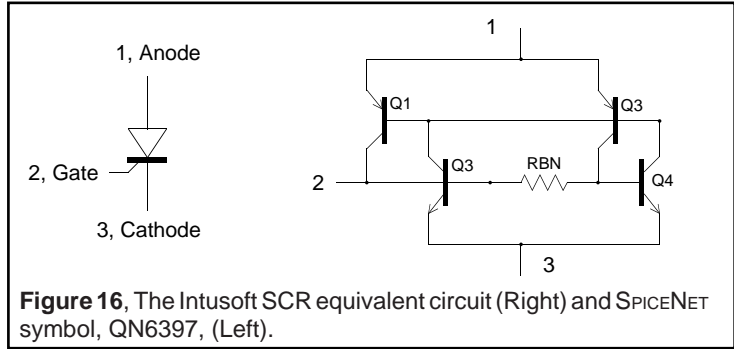 1, Anode
2, Gate
3, Cathode
1
Q1
Q3
Q3
RBN
Q4
2
3
Figure 16, The Intusoft SCR equivalent circuit (Right) and SPICENET
symbol, QN6397, (Left).